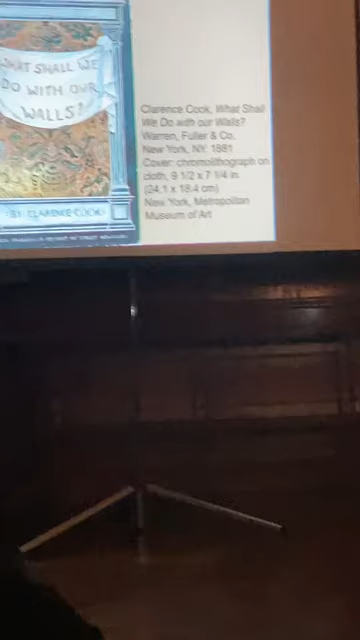 WHAT SHALL WE
DO WITH OUR
WALLS?
BY CLARENCE COOK
Clarence Cook, What Shall
We Do with our Walls?
Warren, Fuller & Co.
New York, NY: 1881
Cover: chromolithograph on
cloth, 9 1/2 x 7 1/4 in.
(24.1 x 18.4 cm)
New York, Metropolitan
Museum of Art